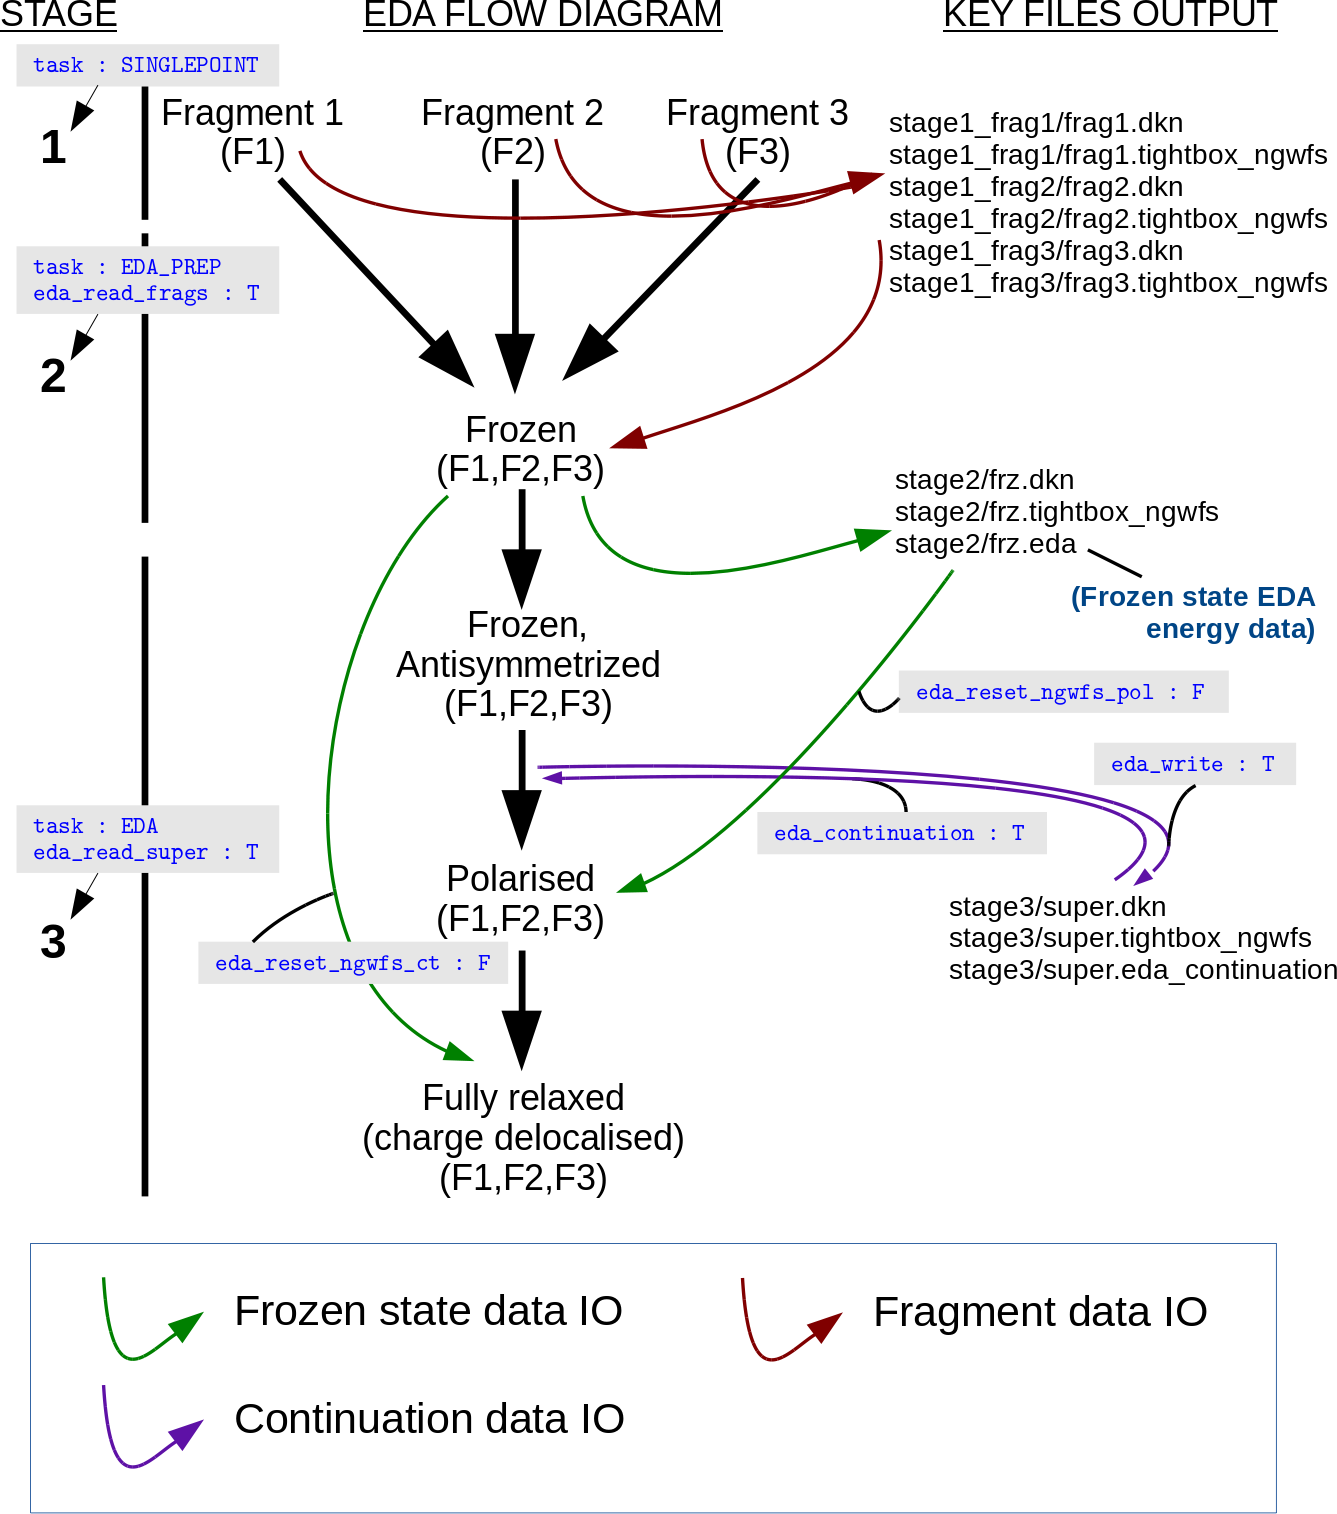 STAGE
EDA FLOW DIAGRAM
KEY FILES OUTPUT
task : SINGLEPOINT
1
Fragment 1
(F1)
Fragment 2
(F2)
Fragment 3
(F3)
stage1_frag1/frag1.dkn
stage1_frag1/frag1.tightbox_ngwfs
stage1_frag2/frag2.dkn
stage1_frag2/frag2.tightbox_ngwfs
stage1_frag3/frag3.dkn
stage1_frag3/frag3.tightbox_ngwfs
task : EDA_PREP
eda_read_frags : T
2
Frozen
(F1,F2,F3)
stage2/frz.dkn
stage2/frz.tightbox_ngwfs
stage2/frz.eda
(Frozen state EDA
energy data)
Frozen,
Antisymmetrized
(F1,F2,F3)
eda_reset_ngwfs_pol : F
eda_write : T
eda_continuation : T
task : EDA
eda_read_super : T
3
Polarised
(F1,F2,F3)
stage3/super.dkn
stage3/super.tightbox_ngwfs
stage3/super.eda_continuation
eda_reset_ngwfs_ct : F
Fully relaxed
(charge delocalised)
(F1,F2,F3)
Frozen state data IO
Fragment data IO
Continuation data IO